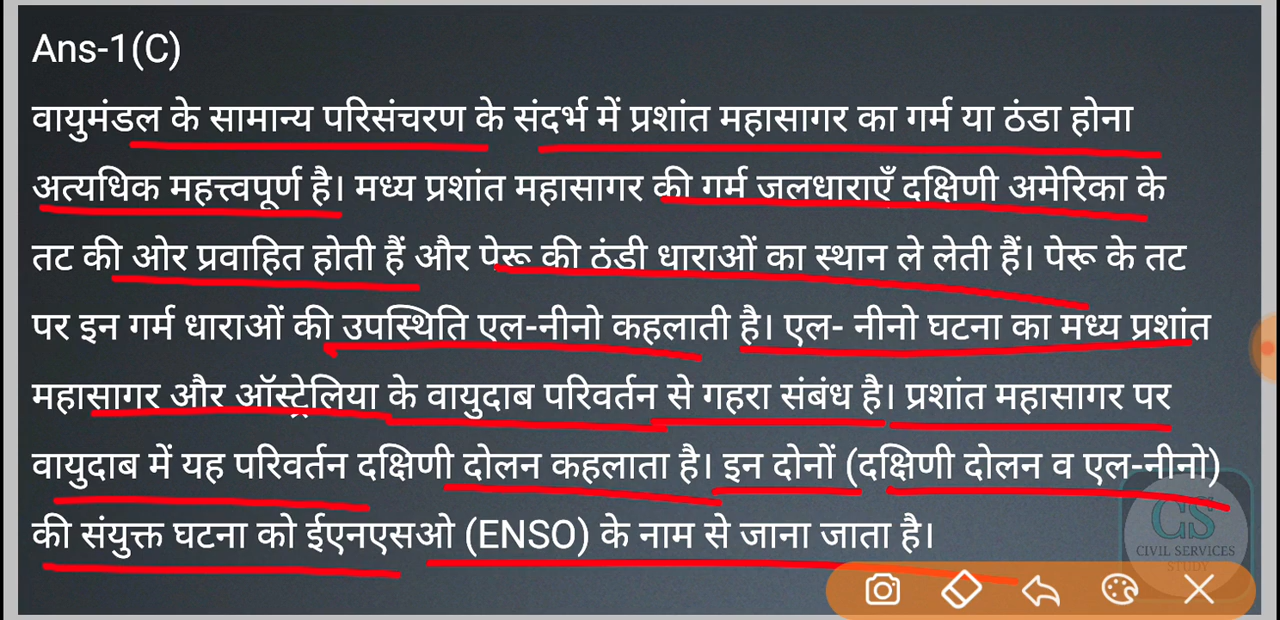 Ans-1(C)
वायुमंडल के सामान्य परिसंचरण के संदर्भ में प्रशांत महासागर का गर्म या ठंडा होना
अत्यधिक महत्त्वपूर्ण है। मध्य प्रशांत महासागर की गर्म जलधाराएँ दक्षिणी अमेरिका के
तट की ओर प्रवाहित होती हैं और पेरू की ठंडी धाराओं का स्थान ले लेती हैं। पेरू के तट
पर इन गर्म धाराओं की उपस्थिति एल-नीनो कहलाती है। एल- नीनो घटना का मध्य प्रशांत
महासागर और ऑस्ट्रेलिया के वायुदाब परिवर्तन से गहरा संबंध है। प्रशांत महासागर पर
वायुदाब में यह परिवर्तन दक्षिणी दोलन कहलाता है। इन दोनों (दक्षिणी दोलन व एल-नीनो)
की संयुक्त घटना को ईएनएसओ (ENSO) के नाम से जाना जाता है।
CS
CIVIL SERVICES
STUDY